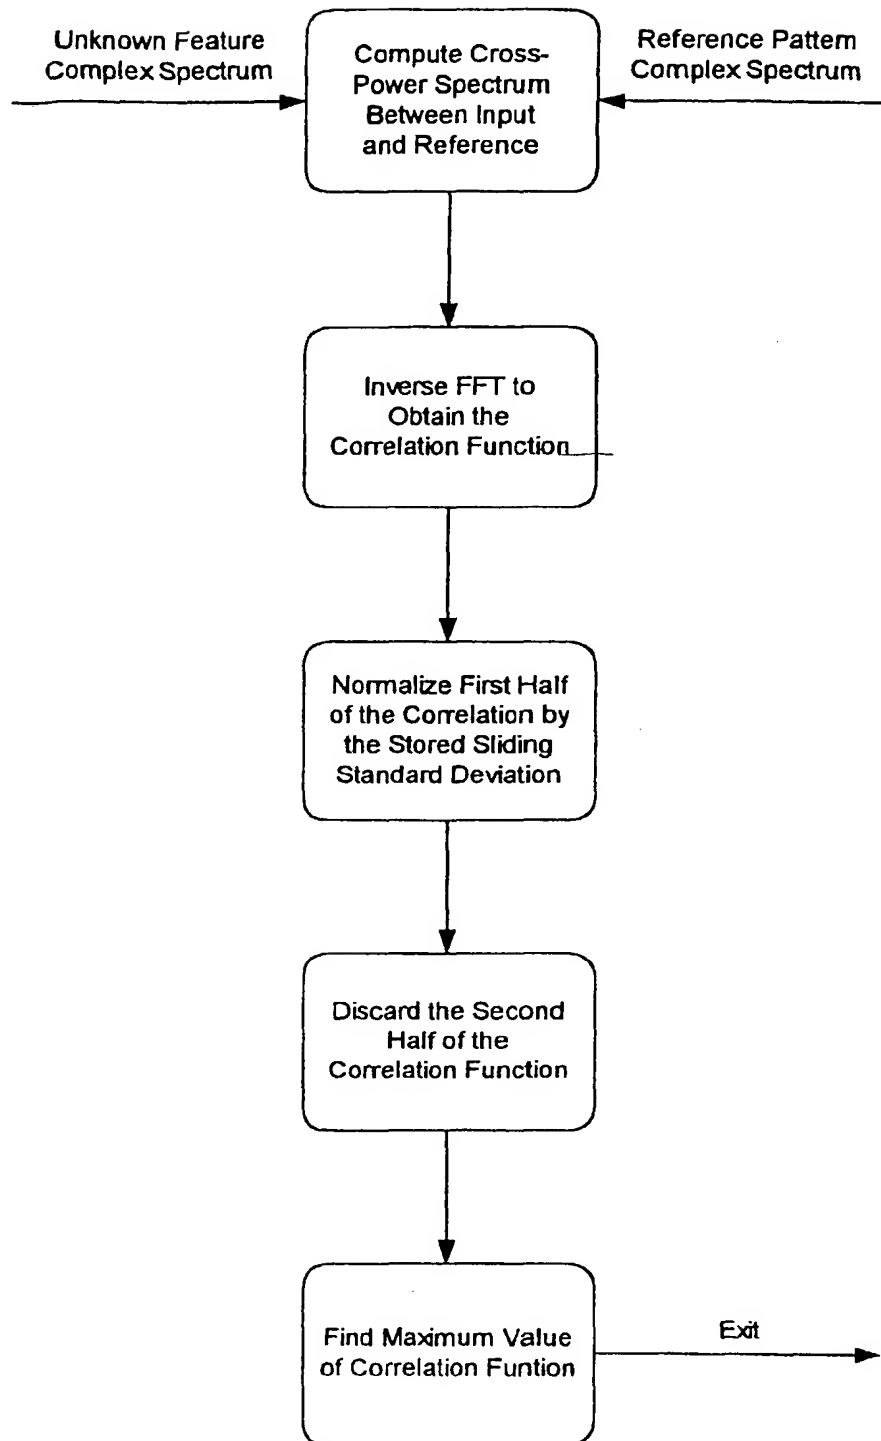 Unknown Feature
Complex Spectrum
Compute Cross-
Power Spectrum
Between Input
and Reference
Reference Pattern
Complex Spectrum
Inverse FFT to
Obtain the
Correlation Function
Normalize First Half
of the Correlation by
the Stored Sliding
Standard Deviation
Discard the Second
Half of the
Correlation Function
Find Maximum Value
of Correlation Funtion
Exit